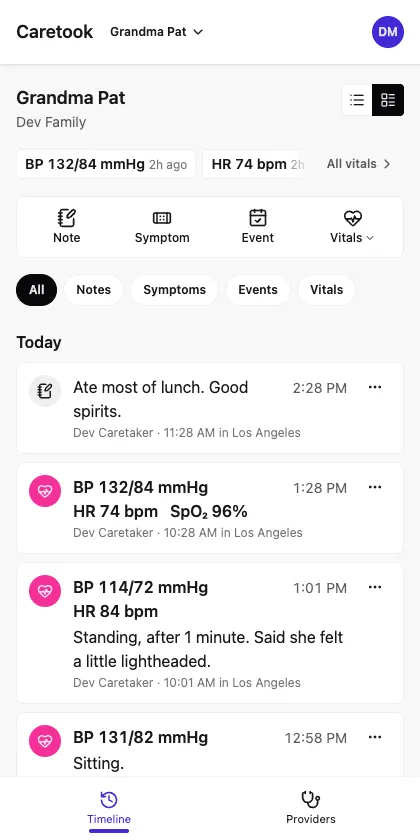 Caretook
Grandma Pat
DM
Grandma Pat
Dev Family
BP 132/84 mmHg 2h ago
HR 74 bpm 2h
All vitals
Note
Symptom
Event
Vitals
All
Notes
Symptoms
Events
Vitals
Today
Ate most of lunch. Good
spirits.
2:28 PM
Dev Caretaker · 11:28 AM in Los Angeles
BP 132/84 mmHg
1:28 PM
HR 74 bpm SpO₂ 96%
Dev Caretaker · 10:28 AM in Los Angeles
BP 114/72 mmHg
1:01 PM
HR 84 bpm
Standing, after 1 minute. Said she felt
a little lightheaded.
Dev Caretaker · 10:01 AM in Los Angeles
BP 131/82 mmHg
12:58 PM
Sitting.
Timeline
Providers